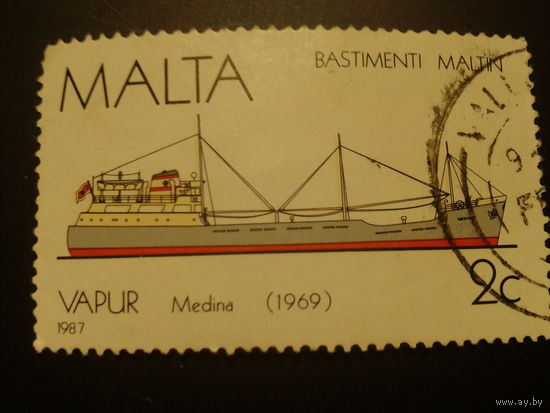 MALTA
BASTIMENTI MALTIN
VAPUR Medina (1969)
2c
1987
www.ay.by